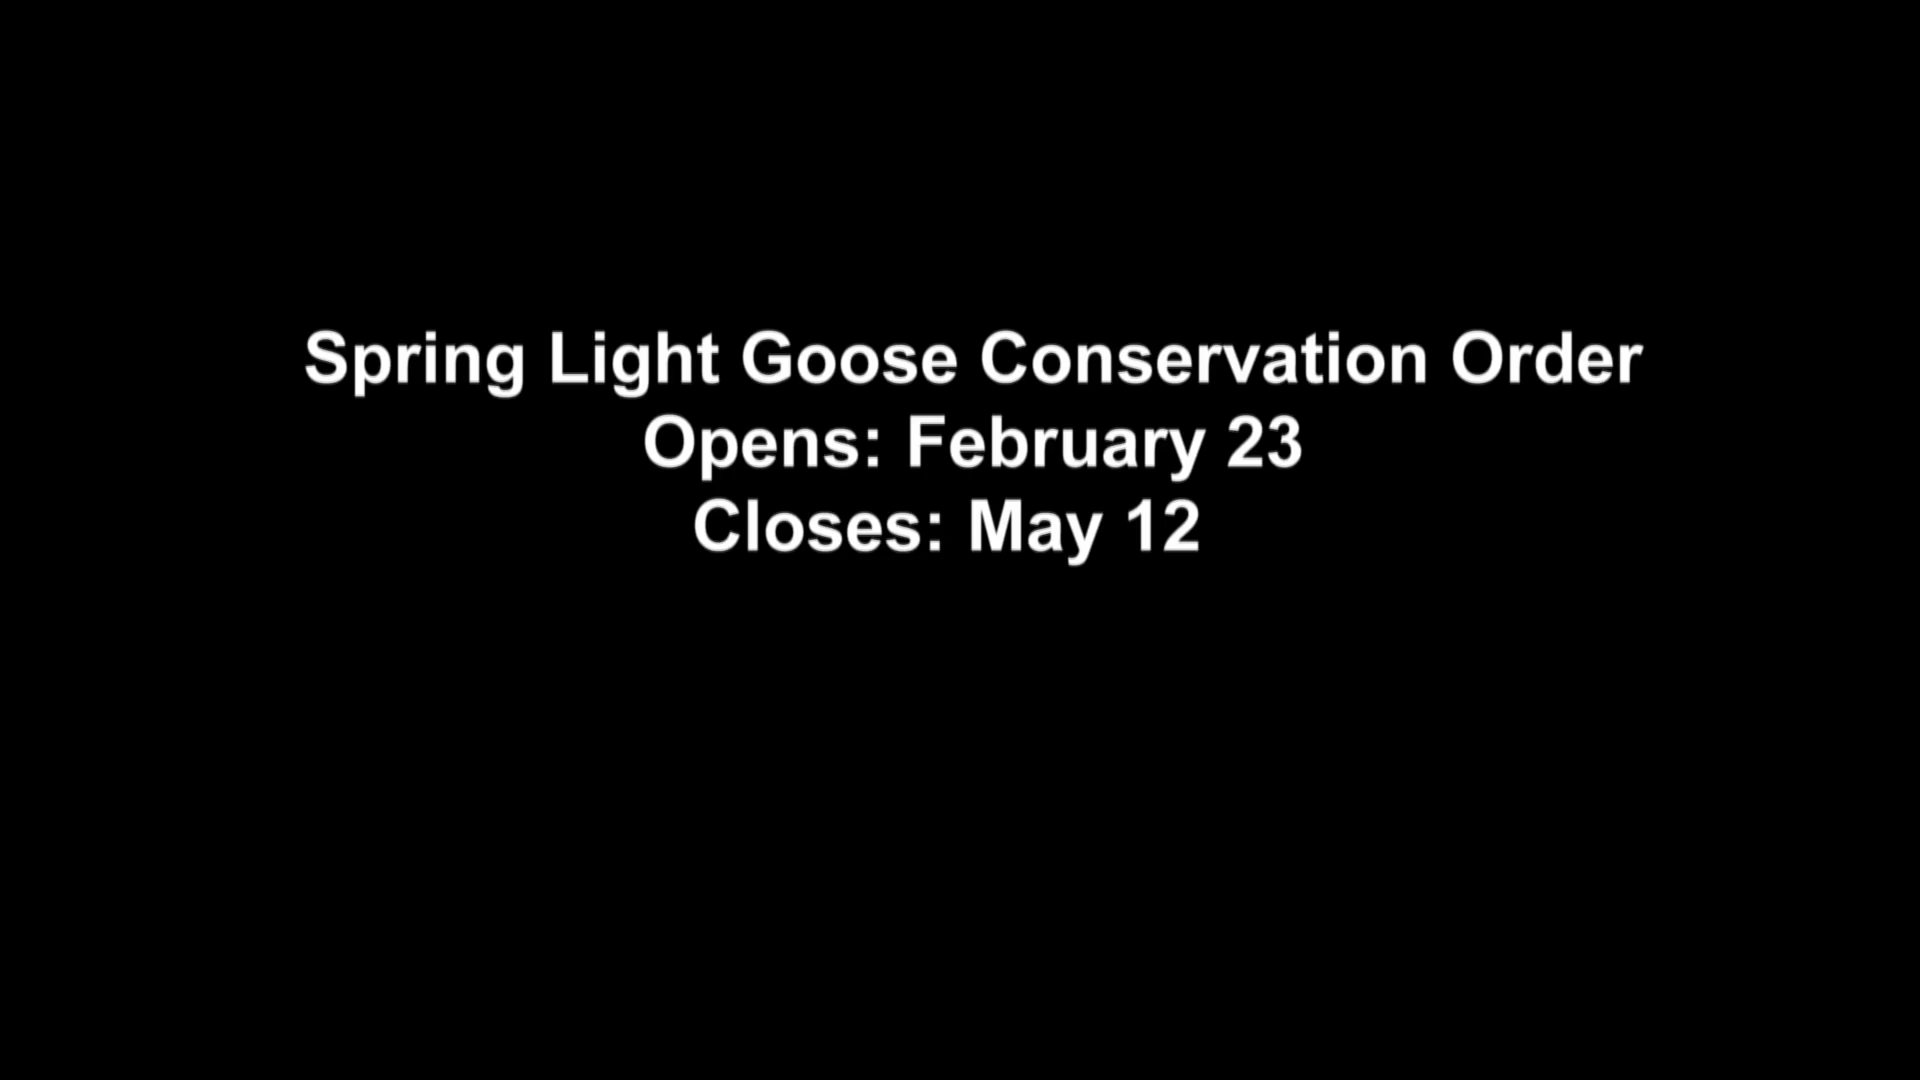 Spring Light Goose Conservation Order
Opens: February 23
Closes: May 12